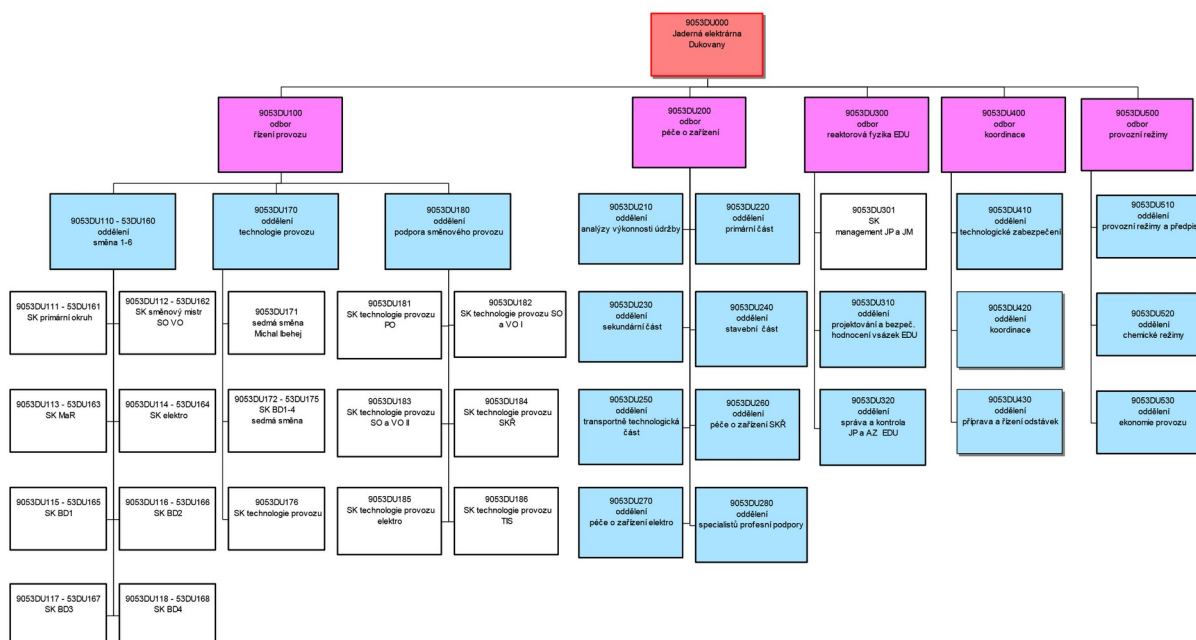 9053DU000
Jaderná elektrárna
Dukovany
9053DU100
odbor
řízení provozu
9053DU200
odbor
péče o zařízení
9053DU300
odbor
reaktorová fyzika EDU
9053DU400
odbor
koordinace
9053DU500
odbor
provozní režimy
9053DU110 - 53DU160
oddělení
směna 1-6
9053DU170
oddělení
technologie provozu
9053DU180
oddělení
podpora směnového provozu
9053DU210
oddělení
analýzy výkonnosti údržby
9053DU220
oddělení
primární část
9053DU301
SK
management JP a JM
9053DU410
oddělení
technologické zabezpečení
9053DU510
oddělení
provozní režimy a předpis
9053DU111 - 53DU161
SK primární okruh
9053DU112 - 53DU162
SK směnový mistr
SO VO
9053DU171
sedmá směna
Michal Ibehej
9053DU181
SK technologie provozu
PO
9053DU182
SK technologie provozu SO
a VO I
9053DU230
oddělení
sekundární část
9053DU240
oddělení
stavební část
9053DU310
oddělení
projektování a bezpeč.
hodnocení vsázek EDU
9053DU420
oddělení
koordinace
9053DU520
oddělení
chemické režimy
9053DU113 - 53DU163
SK MaR
9053DU114 - 53DU164
SK elektro
9053DU172 - 53DU175
SK BD1-4
sedmá směna
9053DU183
SK technologie provozu
SO a VO II
9053DU184
SK technologie provozu
SKŘ
9053DU250
oddělení
transportně technologická
část
9053DU260
oddělení
péče o zařízení SKŘ
9053DU320
oddělení
správa a kontrola
JP a AZ EDU
9053DU430
oddělení
příprava a řízení odstávek
9053DU530
oddělení
ekonomie provozu
9053DU115 - 53DU165
SK BD1
9053DU116 - 53DU166
SK BD2
9053DU176
SK technologie provozu
9053DU185
SK technologie provozu
elektro
9053DU186
SK technologie provozu
TIS
9053DU270
oddělení
péče o zařízení elektro
9053DU280
oddělení
specialistů profesní podpory
9053DU117 - 53DU167
SK BD3
9053DU118 - 53DU168
SK BD4